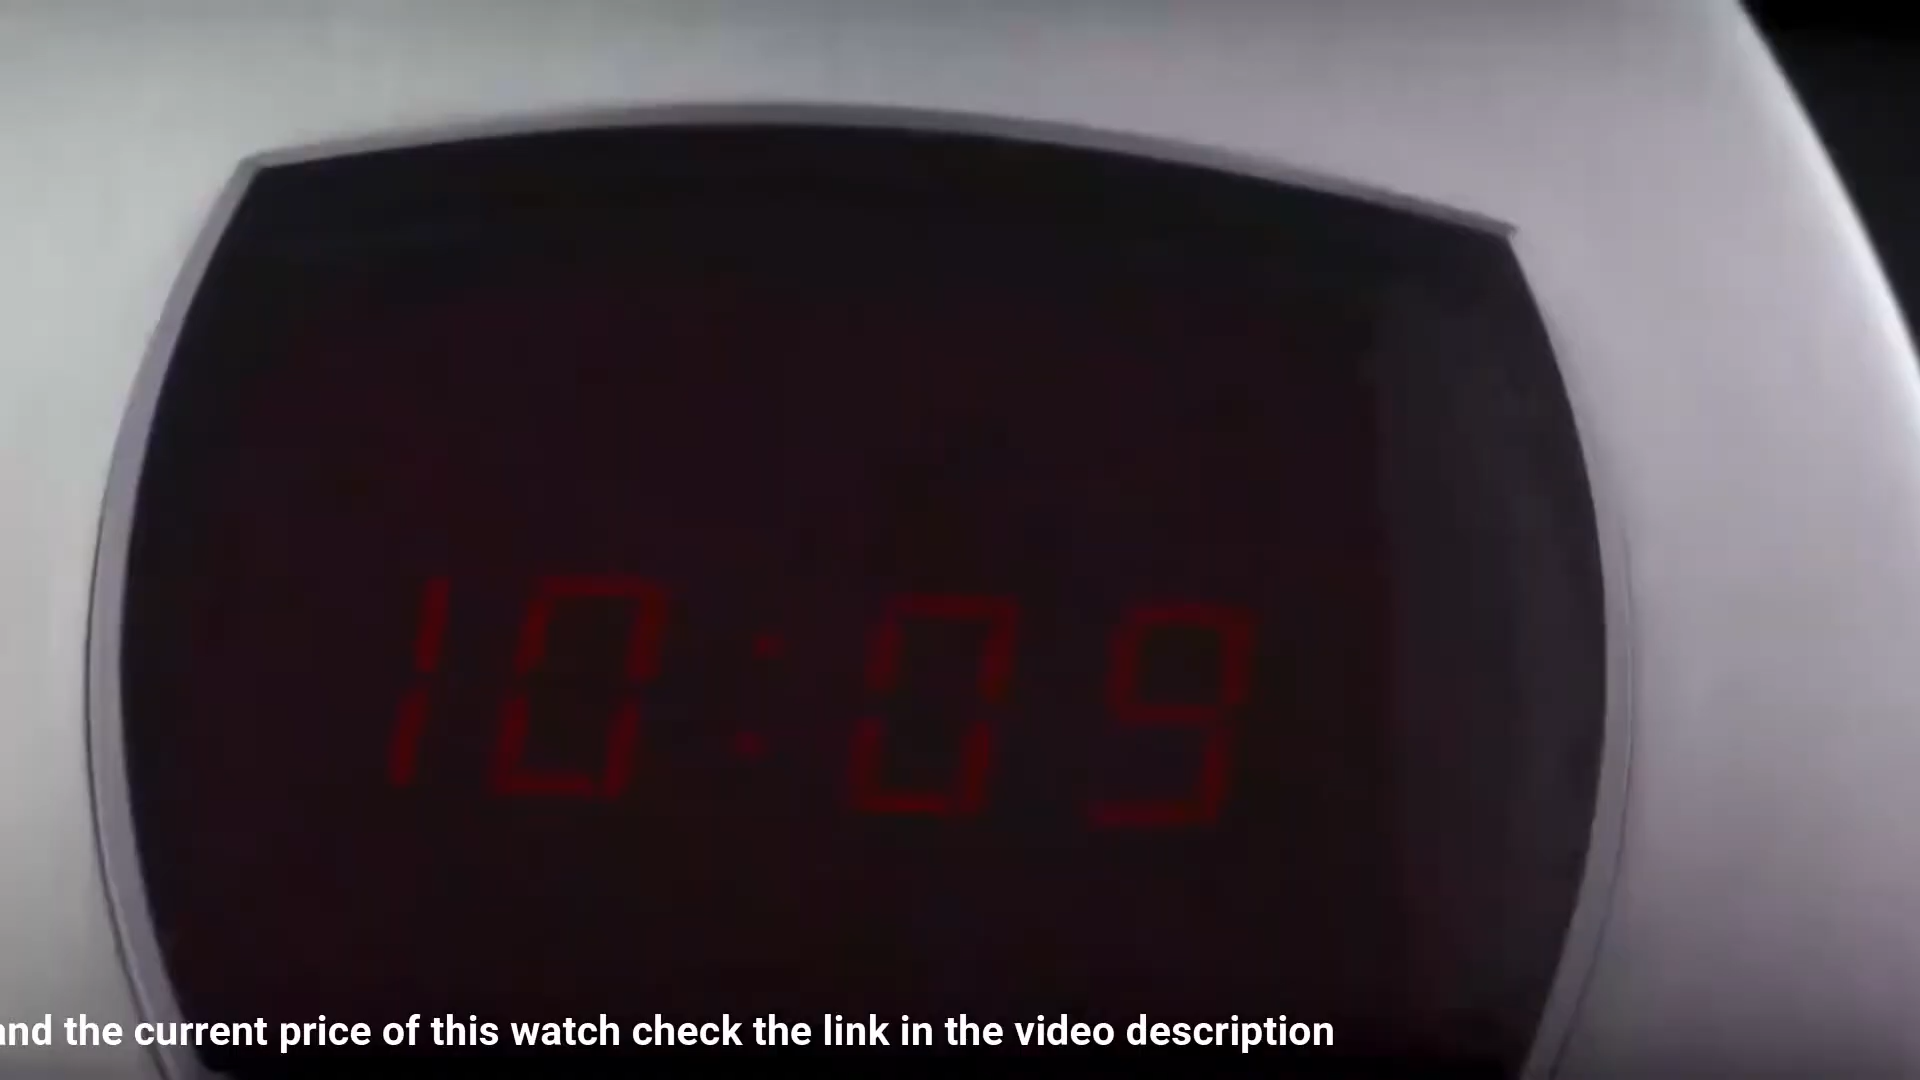 10:09
and the current price of this watch check the link in the video description